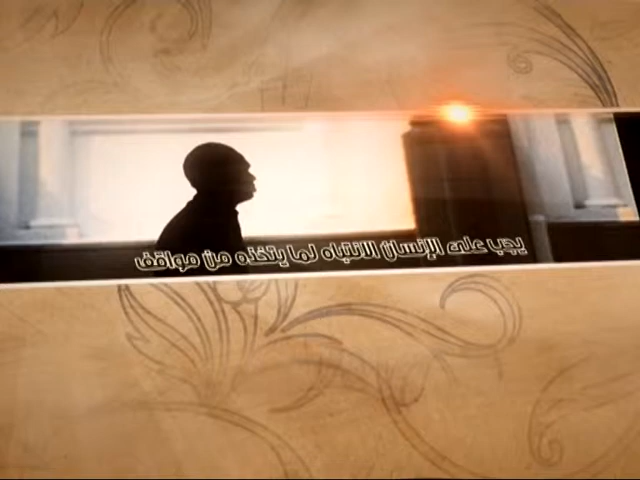 يجب على الإنسان الانتباه لما يتخذه من مواقف